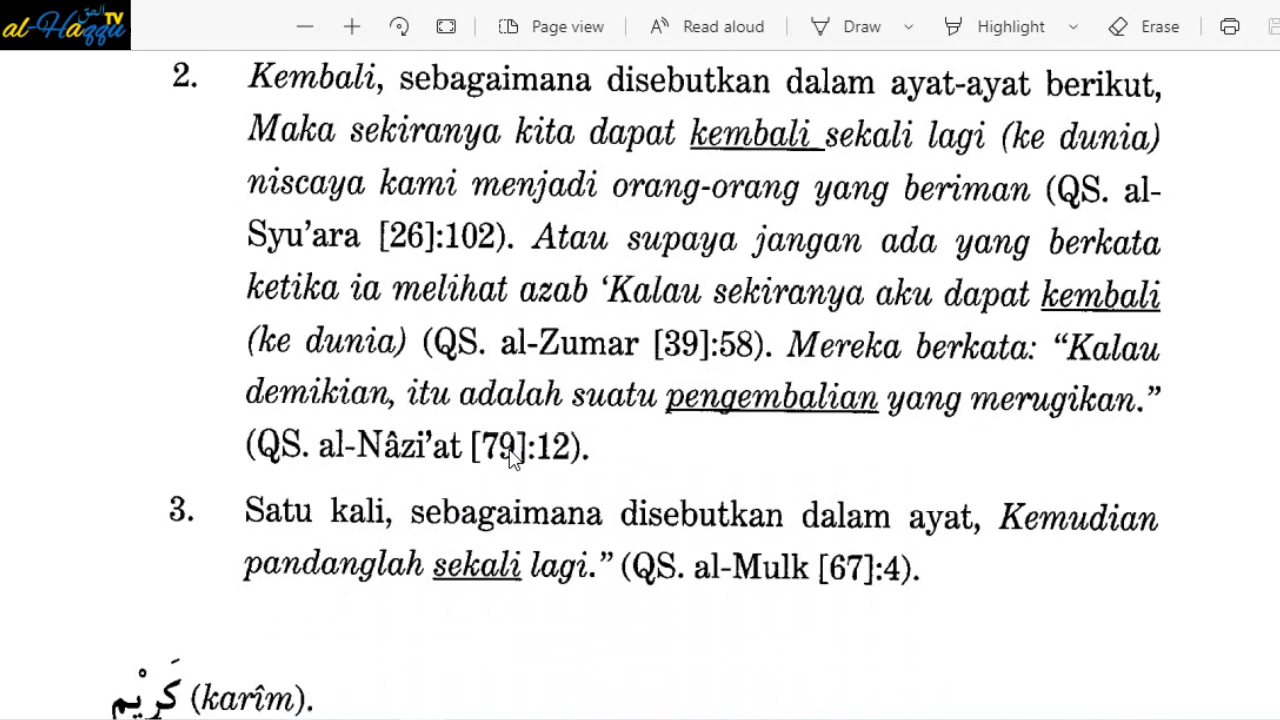 الحق TV
al-Haqqu
Page view Read aloud Draw Highlight Erase
2. Kembali, sebagaimana disebutkan dalam ayat-ayat berikut,
Maka sekiranya kita dapat kembali sekali lagi (ke dunia)
niscaya kami menjadi orang-orang yang beriman (QS. al-
Syu’ara [26]:102). Atau supaya jangan ada yang berkata
ketika ia melihat azab ‘Kalau sekiranya aku dapat kembali
(ke dunia) (QS. al-Zumar [39]:58). Mereka berkata: “Kalau
demikian, itu adalah suatu pengembalian yang merugikan.”
(QS. al-Nâzi’at [79]:12).
3. Satu kali, sebagaimana disebutkan dalam ayat, Kemudian
pandanglah sekali lagi.” (QS. al-Mulk [67]:4).
كَرِيْم (karîm).